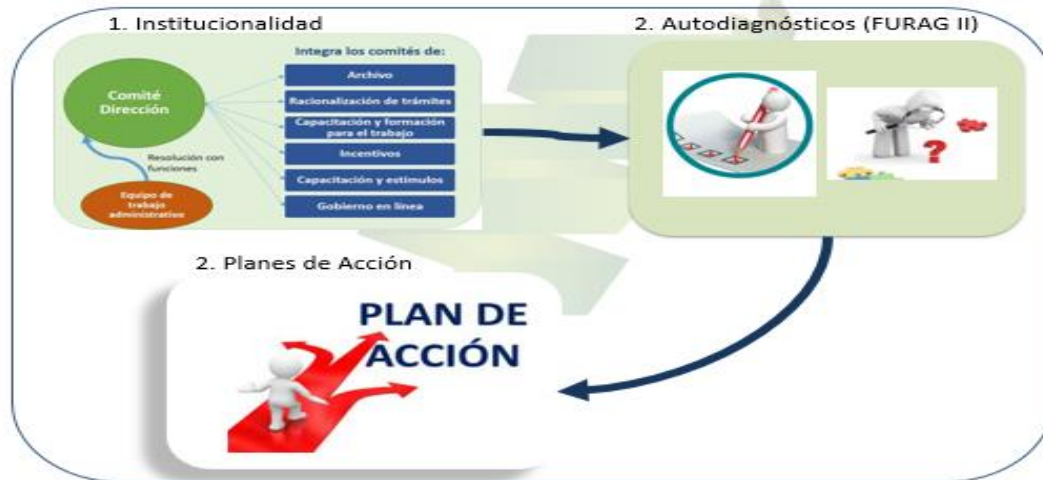 1. Institucionalidad
Integra los comités de:
Comité
Dirección
Archivo
Racionalización de trámites
Capacitación y formación
para el trabajo
Incentivos
Capacitación y estímulos
Gobierno en línea
Resolución con
funciones
Equipo de
trabajo
administrativo
2. Autodiagnósticos (FURAG II)
?
2. Planes de Acción
PLAN DE
ACCIÓN